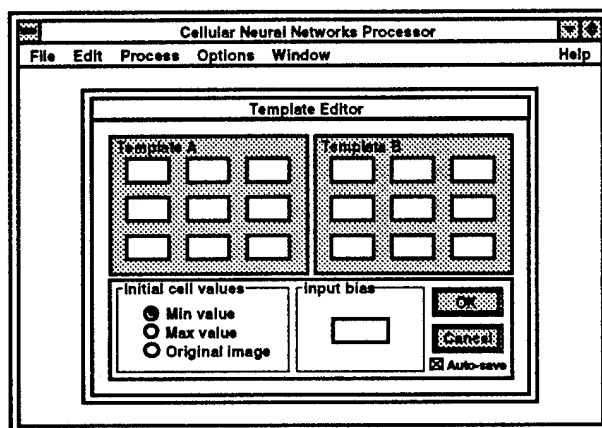 Cellular Neural Networks Processor
File Edit Process Options Window Help
Template Editor
Template A
Template B
Initial cell values
Min value
Max value
Original image
input bias
OK
Cancel
Auto-save